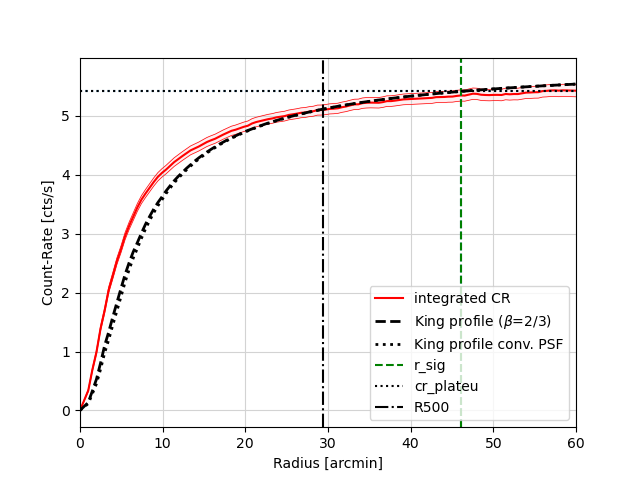 5
4
3
2
1
0
Count-Rate [cts/s]
integrated CR
King profile (β=2/3)
King profile conv. PSF
r_sig
cr_plateu
R500
0 10 20 30 40 50 60
Radius [arcmin]